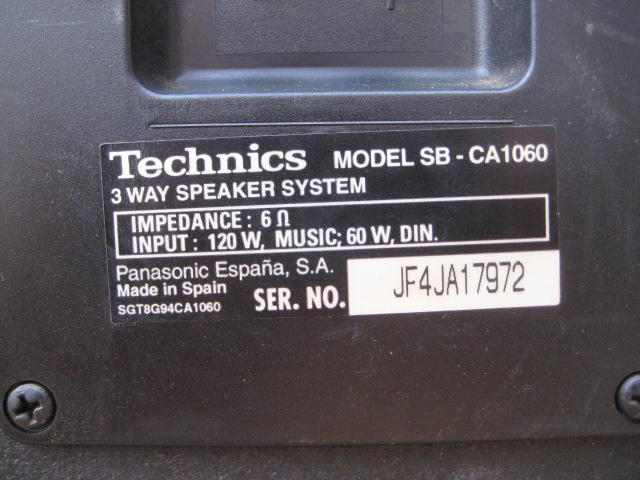 Technics MODEL SB - CA1060
3 WAY SPEAKER SYSTEM
IMPEDANCE : 6 Ω
INPUT : 120 W, MUSIC; 60 W, DIN.
Panasonic España, S.A.
Made in Spain
SGT8G94CA1060
SER. NO. JF4JA17972